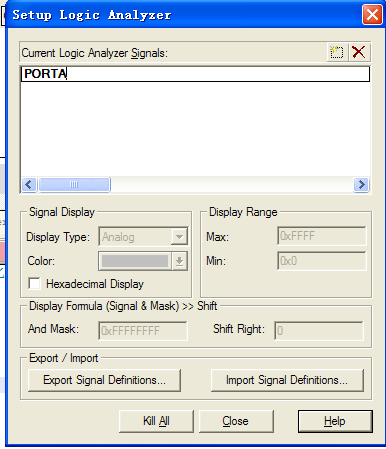 Setup Logic Analyzer
Current Logic Analyzer Signals:
PORTA
Signal Display
Display Range
Display Type: Analog
Max: 0xFFFF
Color:
Min: 0x0
Hexadecimal Display
Display Formula (Signal & Mask) >> Shift
And Mask: 0xFFFFFFFF
Shift Right: 0
Export / Import
Export Signal Definitions...
Import Signal Definitions...
Kill All
Close
Help